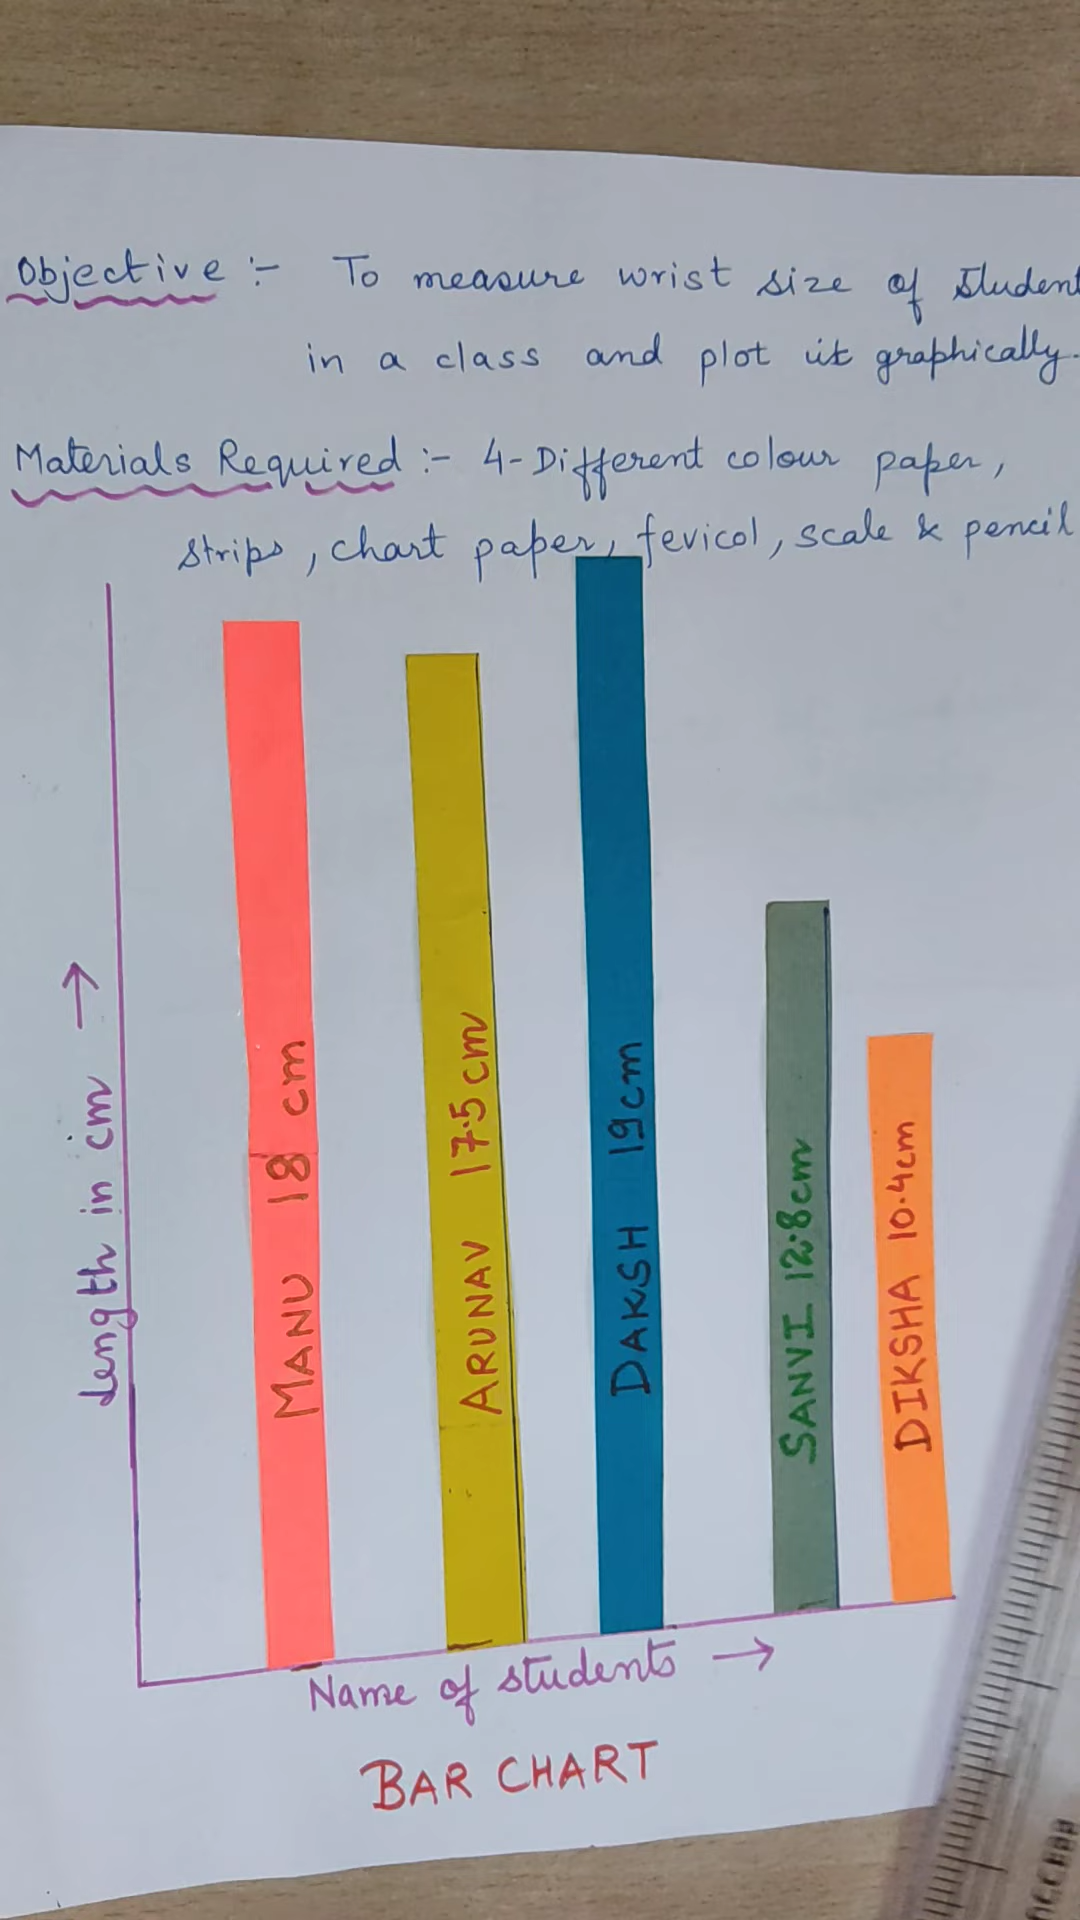 Objective :- To measure wrist size of student
in a class and plot it graphically.
Materials Required :- 4-Different colour paper,
strips, chart paper, fevicol, scale & pencil
length in cm →
MANU 18 cm
ARUNAV 17.5 cm
DAKSH 19cm
SANVI 12.8cm
DIKSHA 10.4cm
Name of students →
BAR CHART